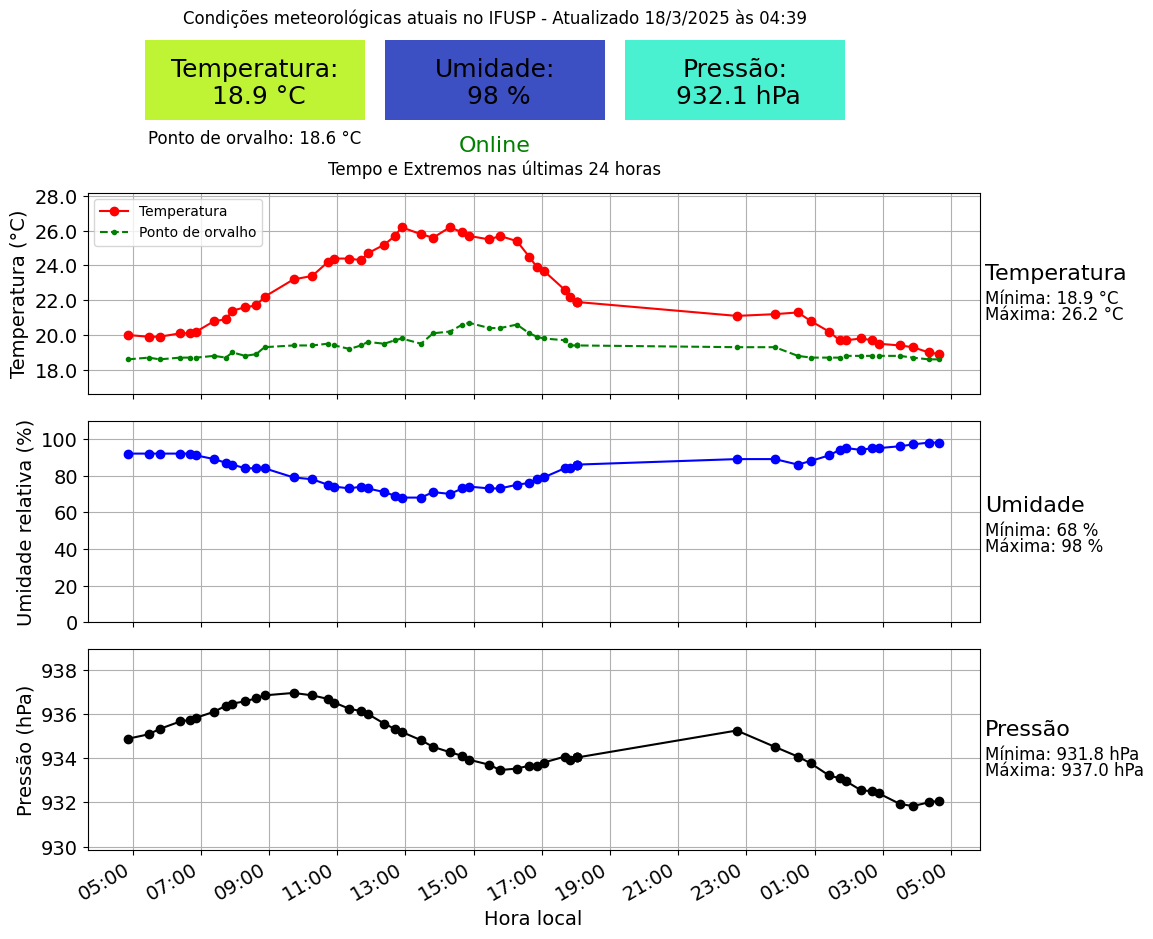 Condições meteorológicas atuais no IFUSP - Atualizado 18/3/2025 às 04:39
Temperatura:
18.9 °C
Umidade:
98 %
Pressão:
932.1 hPa
Ponto de orvalho: 18.6 °C
Online
Tempo e Extremos nas últimas 24 horas
Temperatura (°C)
28.0
26.0
24.0
22.0
20.0
18.0
Temperatura
Ponto de orvalho
Temperatura
Mínima: 18.9 °C
Máxima: 26.2 °C
Umidade relativa (%)
100
80
60
40
20
0
Umidade
Mínima: 68 %
Máxima: 98 %
Pressão (hPa)
938
936
934
932
930
Pressão
Mínima: 931.8 hPa
Máxima: 937.0 hPa
05:00 07:00 09:00 11:00 13:00 15:00 17:00 19:00 21:00 23:00 01:00 03:00 05:00
Hora local